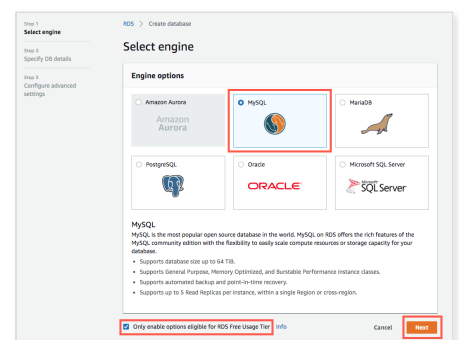 Step 1
Select engine
Step 2
Specify DB details
Step 3
Configure advanced
settings
RDS > Create database
Select engine
Engine options
Amazon Aurora
Amazon
Aurora
MySQL
MariaDB
PostgreSQL
Oracle
ORACLE
Microsoft SQL Server
Microsoft
SQL Server
MySQL
MySQL is the most popular open source database in the world. MySQL on RDS offers the rich features of the
MySQL community edition with the flexibility to easily scale compute resources or storage capacity for your
database.
• Supports database size up to 64 TiB.
• Supports General Purpose, Memory Optimized, and Burstable Performance instance classes.
• Supports automated backup and point-in-time recovery.
• Supports up to 5 Read Replicas per instance, within a single Region or cross-region.
Only enable options eligible for RDS Free Usage Tier Info
Cancel
Next